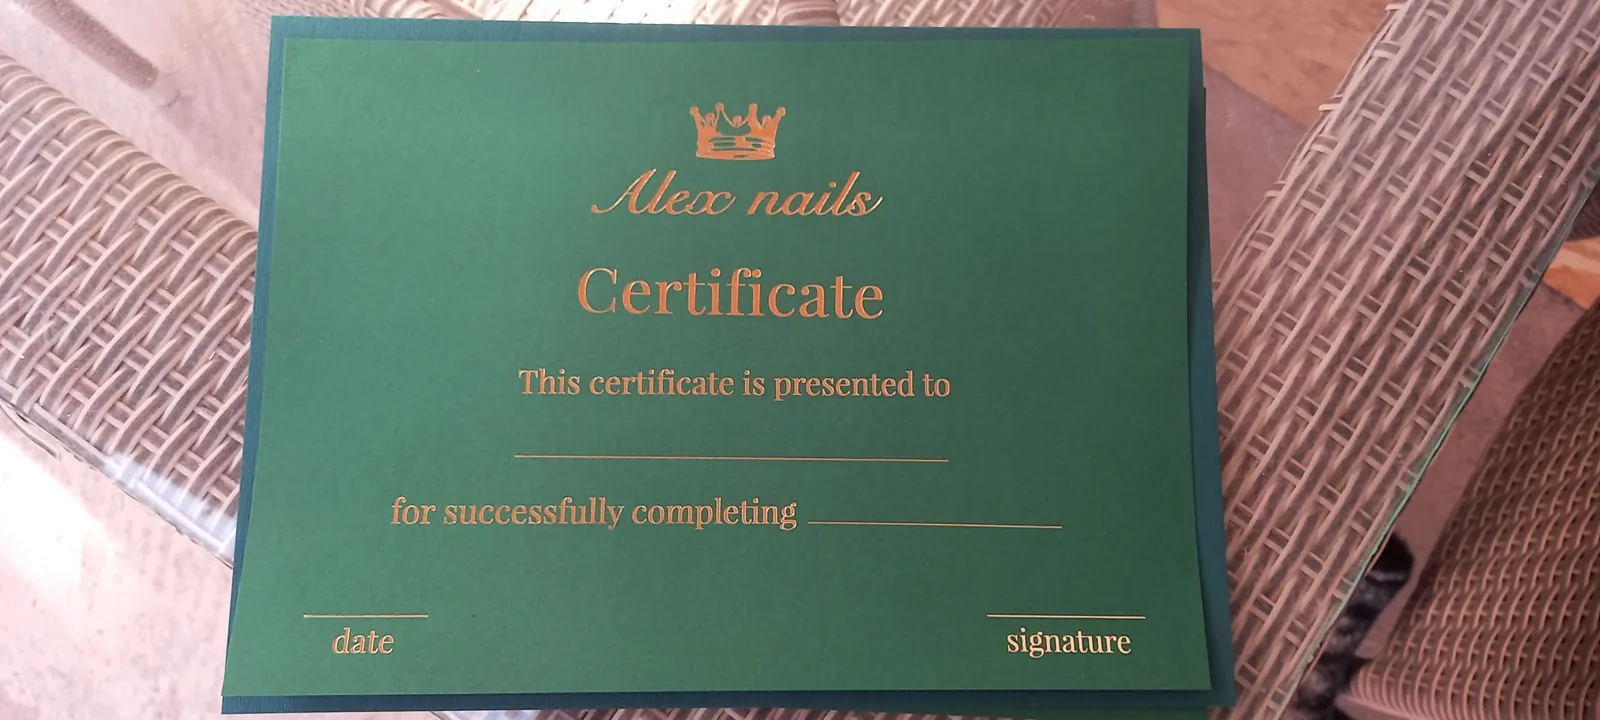 Alex nails
Certificate
This certificate is presented to
for successfully completing
date
signature